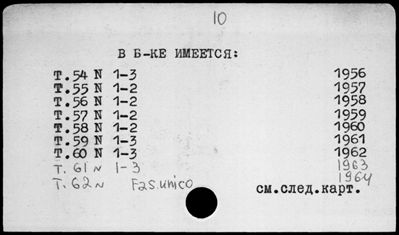 10
В Б-КЕ ИМЕЕТСЯ:
Т.54 N 1-3 1956
Т.55 N 1-2 1957
Т.56 N 1-2 1958
Т.57 N 1-2 1959
Т.58 N 1-2 1960
Т.59 N 1-3 1961
Т.60 N 1-3 1962
Т. 61 N 1-3 1963
Т. 62 N Fas.unico 1964
см.след.карт.